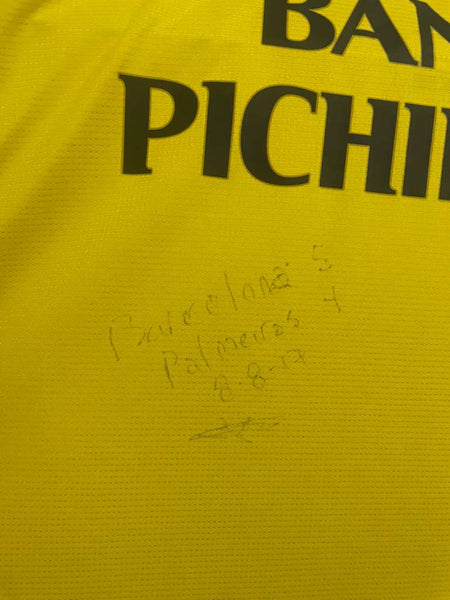 BAN
PICHI
Barcelona 5
Palmeiras 4
8-8-17